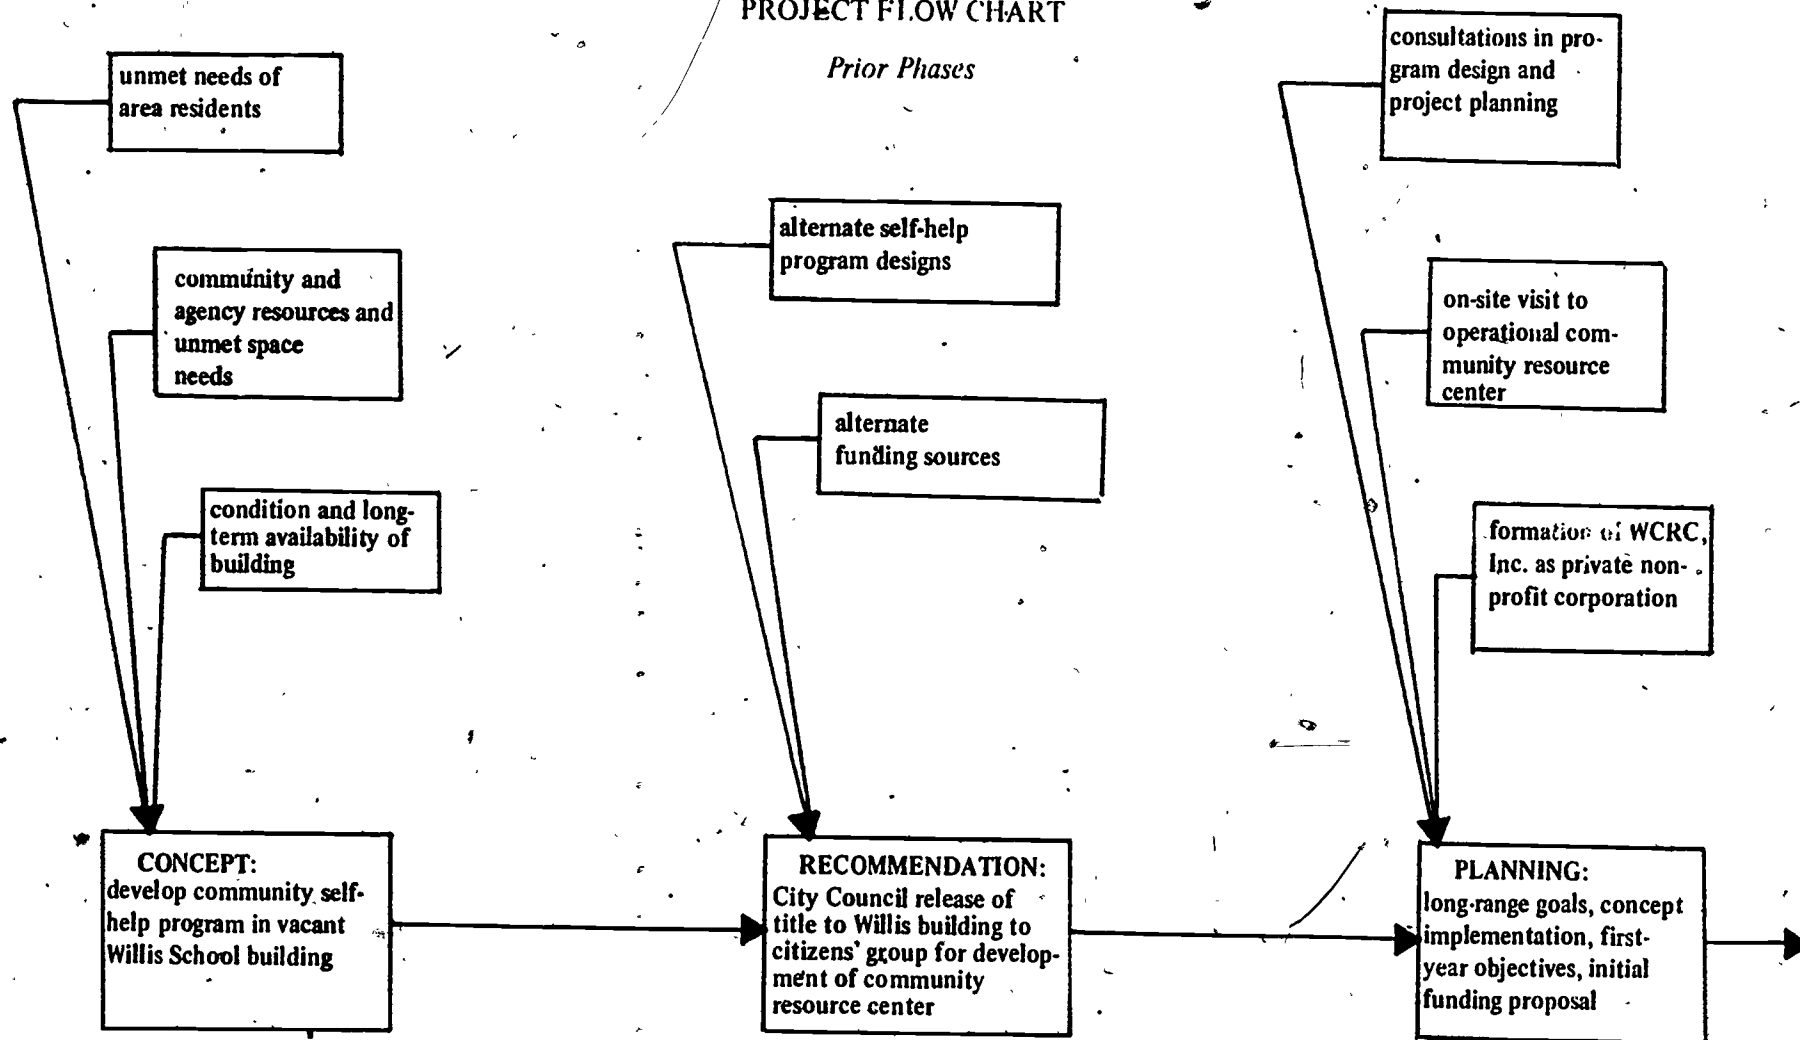 PROJECT FLOW CHART
Prior Phases
unmet needs of
area residents
community and
agency resources and
unmet space
needs
condition and long-
term availability of
building
CONCEPT:
develop community self-
help program in vacant
Willis School building
alternate self-help
program designs
alternate
funding sources
RECOMMENDATION:
City Council release of
title to Willis building to
citizens' group for develop-
ment of community
resource center
consultations in pro-
gram design and
project planning
on-site visit to
operational com-
munity resource
center
formation of WCRC,
Inc. as private non-
profit corporation
PLANNING:
long-range goals, concept
implementation, first-
year objectives, initial
funding proposal